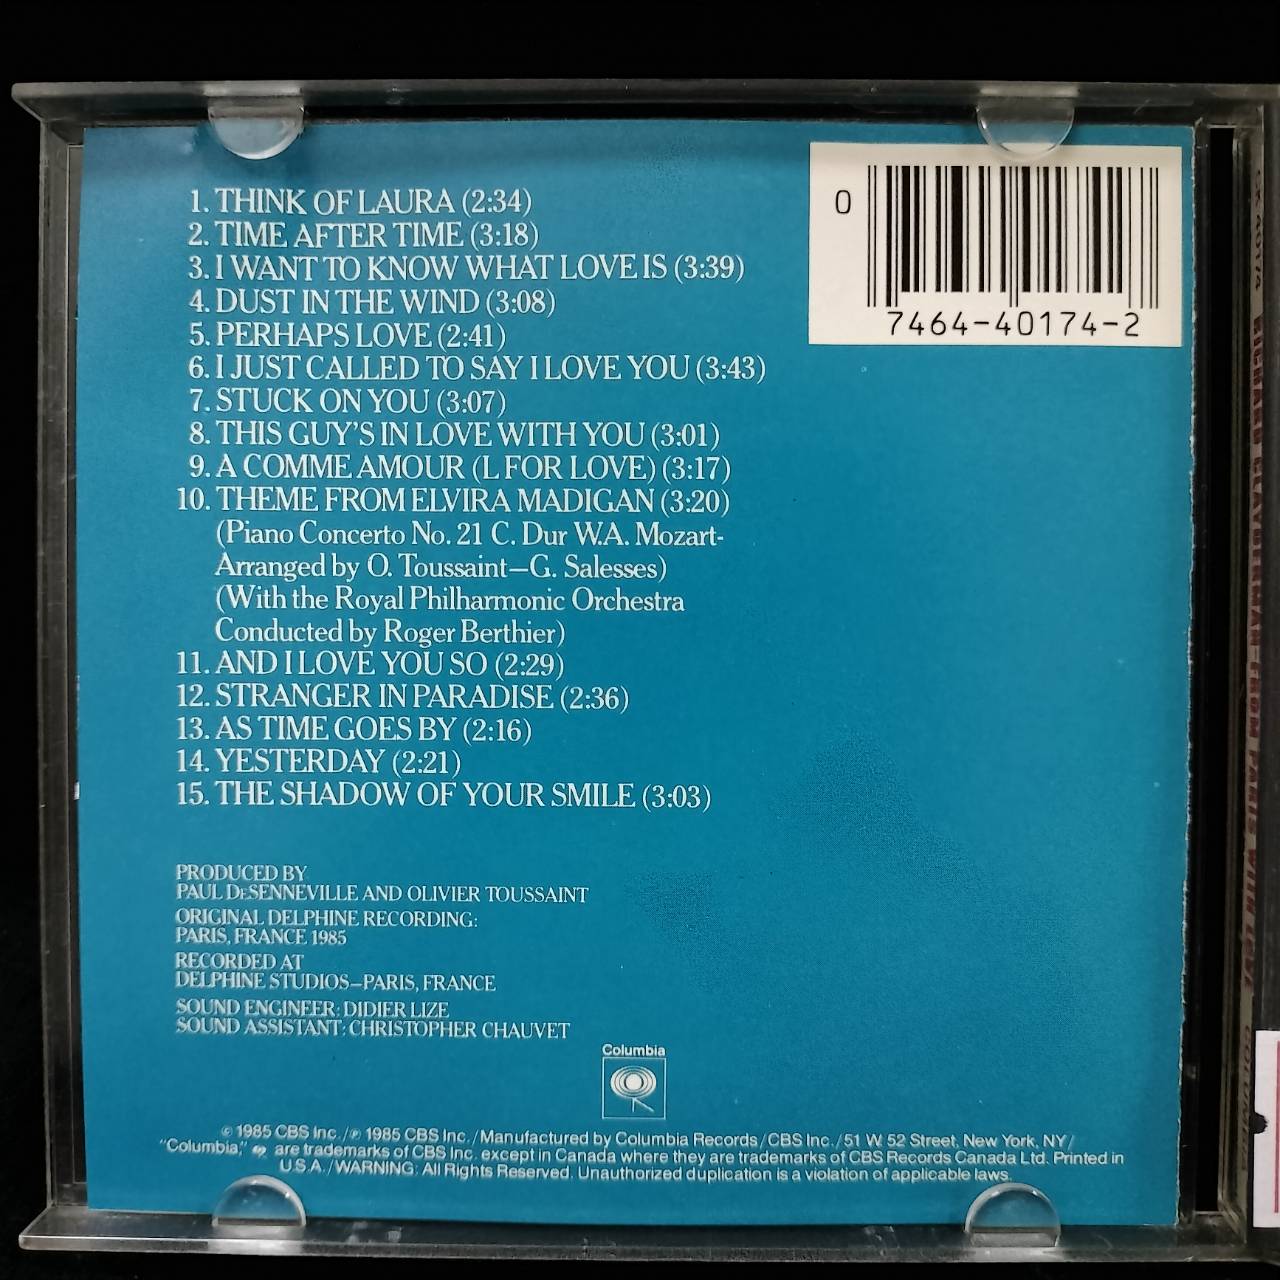 1. THINK OF LAURA (2:34)
2. TIME AFTER TIME (3:18)
3. I WANT TO KNOW WHAT LOVE IS (3:39)
4. DUST IN THE WIND (3:08)
5. PERHAPS LOVE (2:41)
6. I JUST CALLED TO SAY I LOVE YOU (3:43)
7. STUCK ON YOU (3:07)
8. THIS GUY'S IN LOVE WITH YOU (3:01)
9. A COMME AMOUR (L FOR LOVE) (3:17)
10. THEME FROM ELVIRA MADIGAN (3:20)
(Piano Concerto No. 21 C. Dur W.A. Mozart-
Arranged by O. Toussaint—G. Salesses)
(With the Royal Philharmonic Orchestra
Conducted by Roger Berthier)
11. AND I LOVE YOU SO (2:29)
12. STRANGER IN PARADISE (2:36)
13. AS TIME GOES BY (2:16)
14. YESTERDAY (2:21)
15. THE SHADOW OF YOUR SMILE (3:03)
0
7464-40174-2
PRODUCED BY
PAUL DeSENNEVILLE AND OLIVIER TOUSSAINT
ORIGINAL DELPHINE RECORDING:
PARIS, FRANCE 1985
RECORDED AT
DELPHINE STUDIOS—PARIS, FRANCE
SOUND ENGINEER: DIDIER LIZE
SOUND ASSISTANT: CHRISTOPHER CHAUVET
Columbia
© 1985 CBS Inc./℗ 1985 CBS Inc./Manufactured by Columbia Records/CBS Inc./51 W. 52 Street, New York, NY/
"Columbia," are trademarks of CBS Inc. except in Canada where they are trademarks of CBS Records Canada Ltd. Printed in
U.S.A./WARNING: All Rights Reserved. Unauthorized duplication is a violation of applicable laws.
CK 40174 RICHARD CLAYDERMAN-FROM PARIS WITH LOVE COLUMBIA